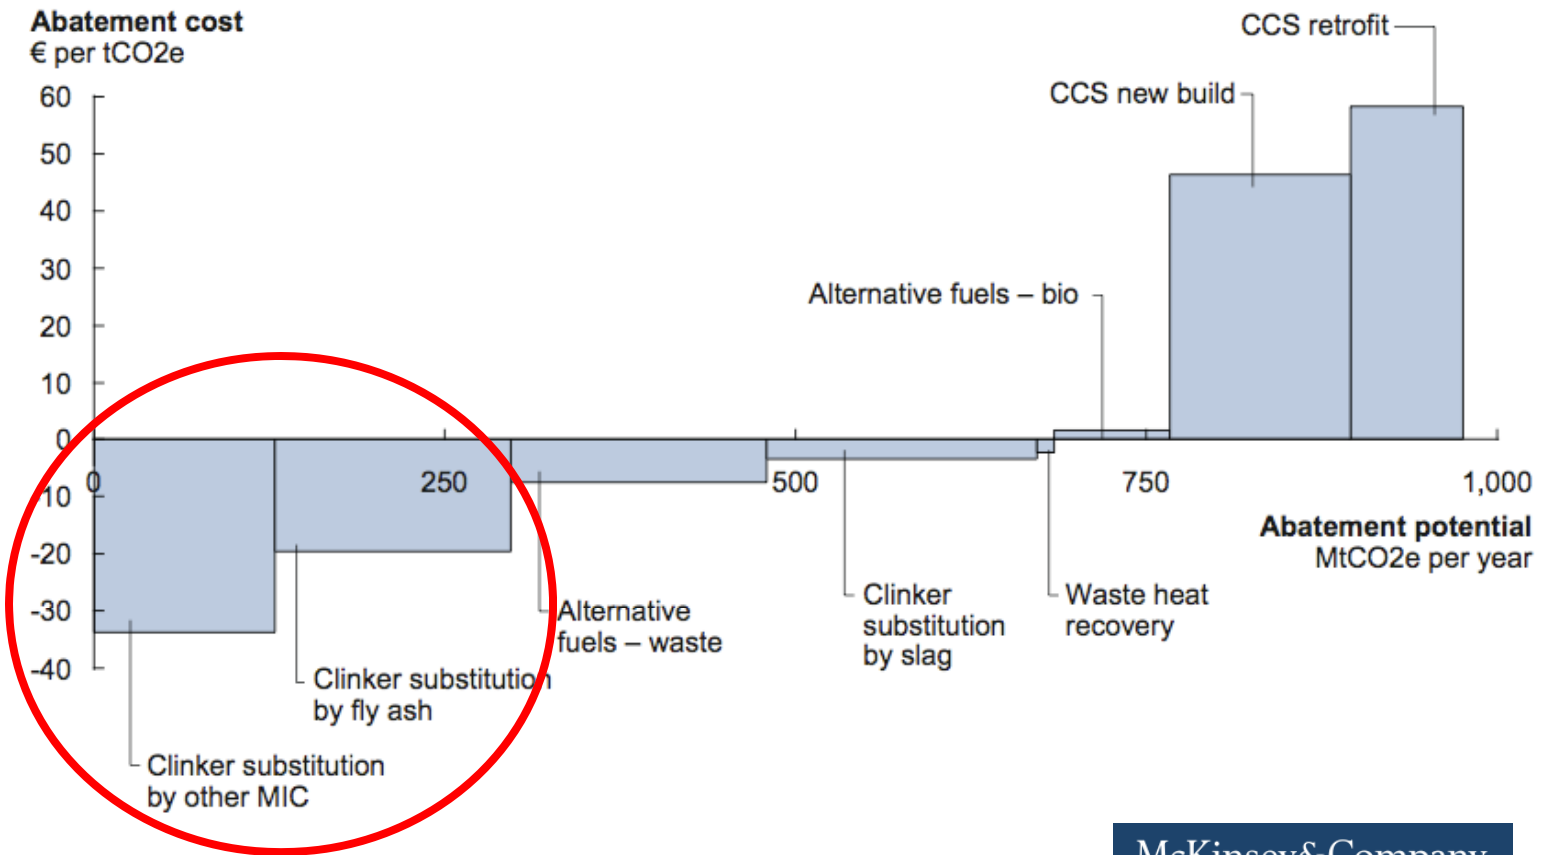 Abatement cost
€ per tCO2e
CCS retrofit
CCS new build
60
50
40
30
20
10
0
10
-20
-30
-40
Alternative fuels – bio
0
250
500
750
1,000
Abatement potential
MtCO2e per year
Alternative
fuels – waste
Clinker
substitution
by slag
Waste heat
recovery
Clinker substitution
by fly ash
Clinker substitution
by other MIC
McKinsey&Company